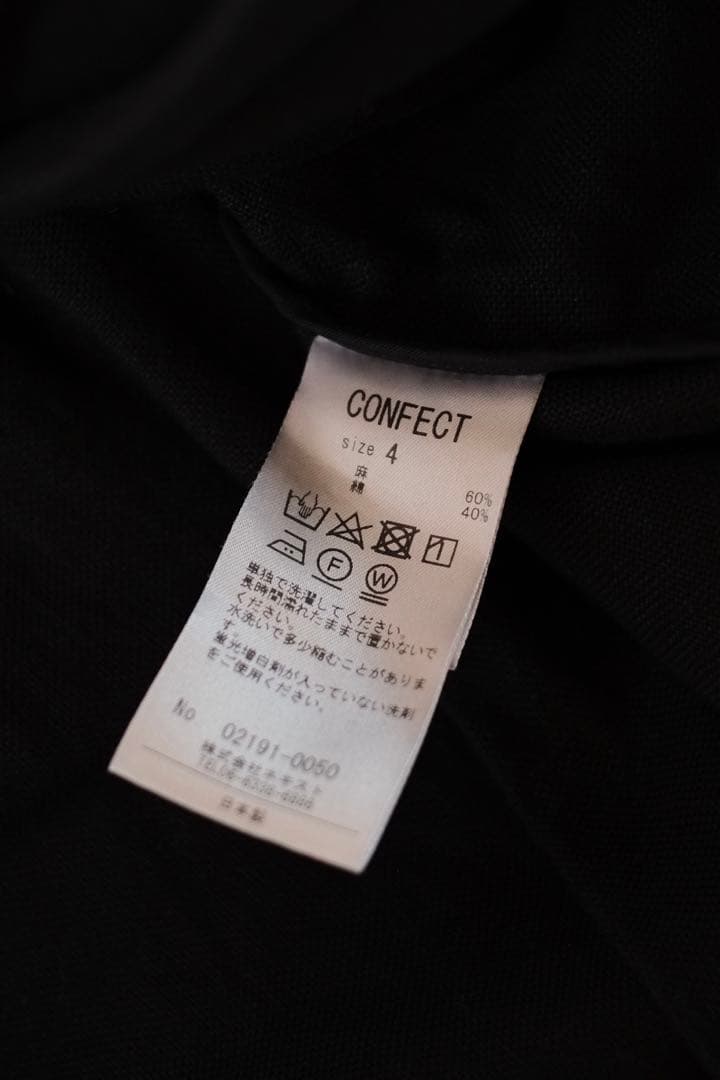 CONFECT
size 4
麻 60%
綿 40%
F W
単独で洗濯してください。
長時間濡れたままで置かないで
ください。
水洗いで多少縮むことがありま
す。
蛍光増白剤が入っていない洗剤
をご使用ください。
No 02191-0050
株式会社ネキスト
日本製